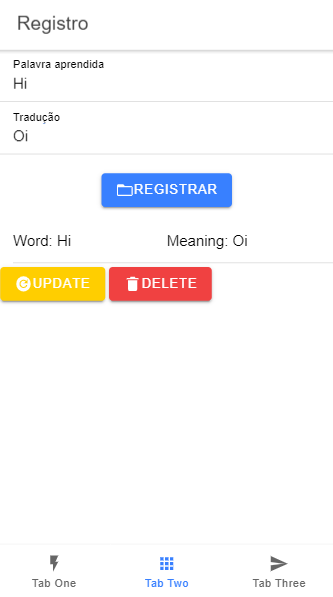 Registro
Palavra aprendida
Hi
Tradução
Oi
REGISTRAR
Word: Hi Meaning: Oi
UPDATE DELETE
Tab One Tab Two Tab Three